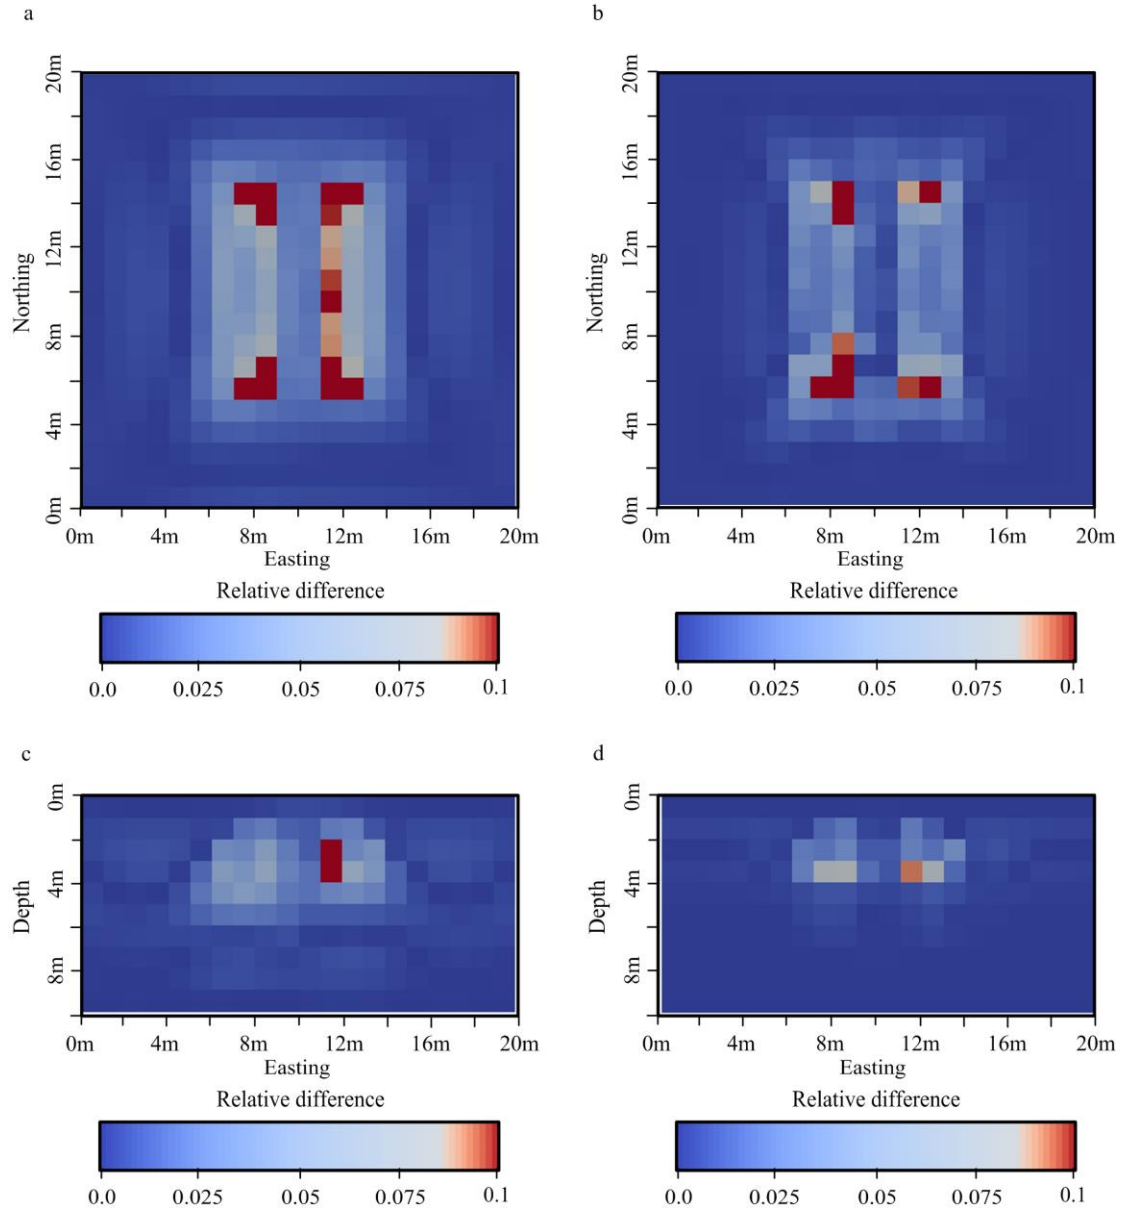 a
b
20m
16m
12m
8m
4m
0m
Northing
0m 4m 8m 12m 16m 20m
Easting
Relative difference
0.0 0.025 0.05 0.075 0.1
20m
16m
12m
8m
4m
0m
Northing
0m 4m 8m 12m 16m 20m
Easting
Relative difference
0.0 0.025 0.05 0.075 0.1
c
d
0m
4m
8m
Depth
0m 4m 8m 12m 16m 20m
Easting
Relative difference
0.0 0.025 0.05 0.075 0.1
0m
4m
8m
Depth
0m 4m 8m 12m 16m 20m
Easting
Relative difference
0.0 0.025 0.05 0.075 0.1